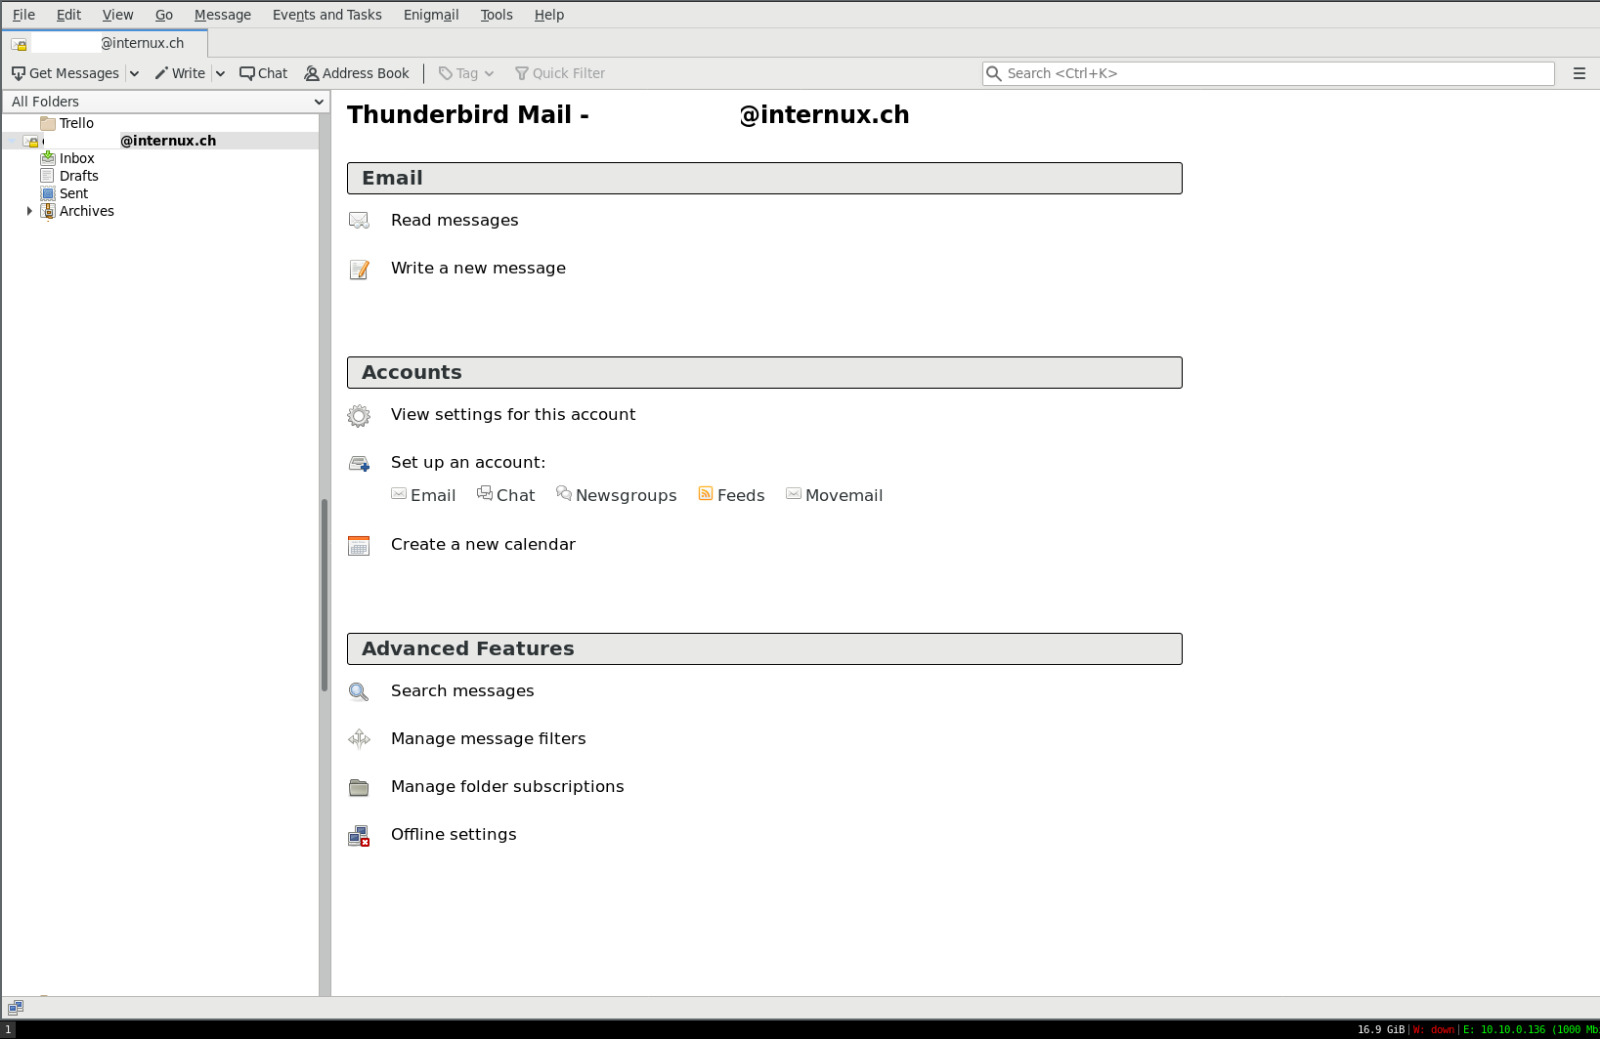 File Edit View Go Message Events and Tasks Enigmail Tools Help
@internux.ch
Get Messages Write Chat Address Book Tag Quick Filter Search <Ctrl+K>
All Folders
Trello
@internux.ch
Inbox
Drafts
Sent
Archives
Thunderbird Mail - @internux.ch
Email
Read messages
Write a new message
Accounts
View settings for this account
Set up an account:
Email Chat Newsgroups Feeds Movemail
Create a new calendar
Advanced Features
Search messages
Manage message filters
Manage folder subscriptions
Offline settings
1 16.9 GiB|W: down|E: 10.10.0.136 (1000 Mb